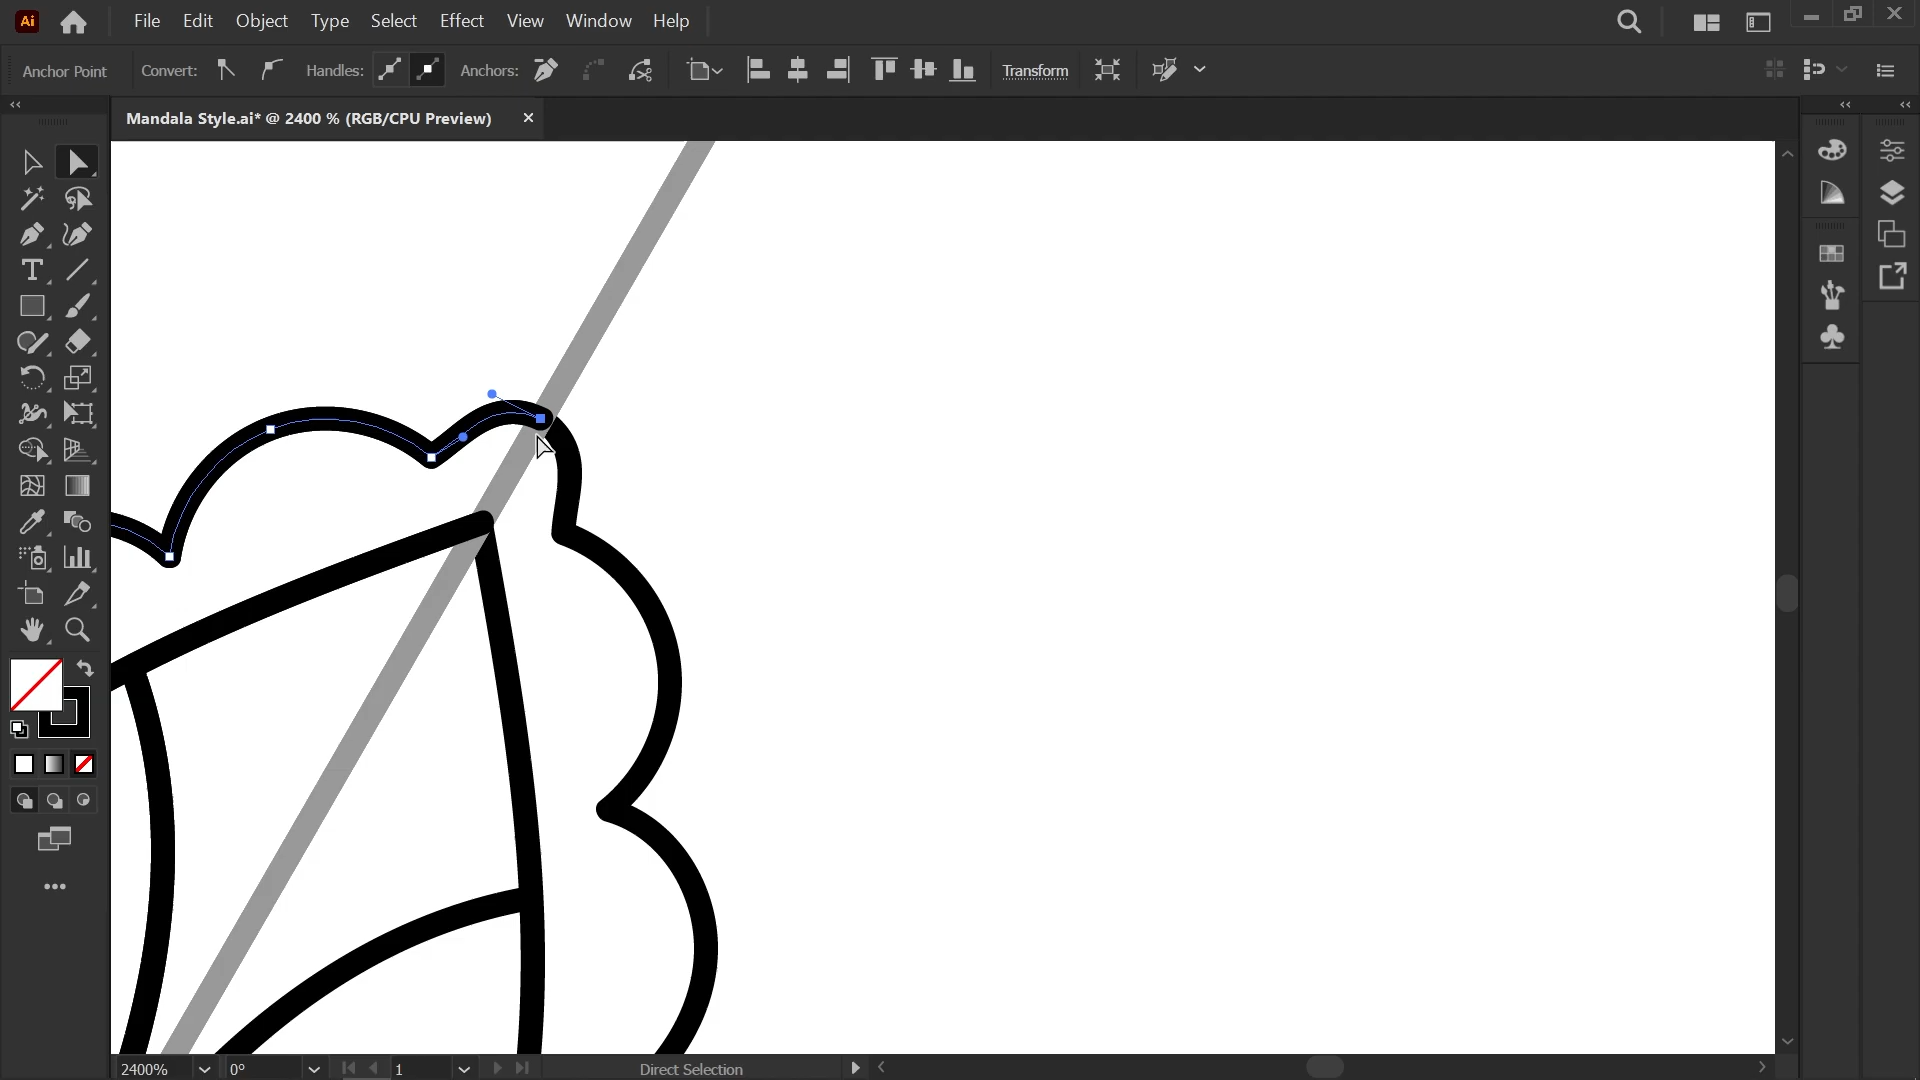 Ai File Edit Object Type Select Effect View Window Help
Anchor Point Convert: Handles: Anchors: Transform
Mandala Style.ai* @ 2400 % (RGB/CPU Preview) ×
2400% 0° 1 Direct Selection